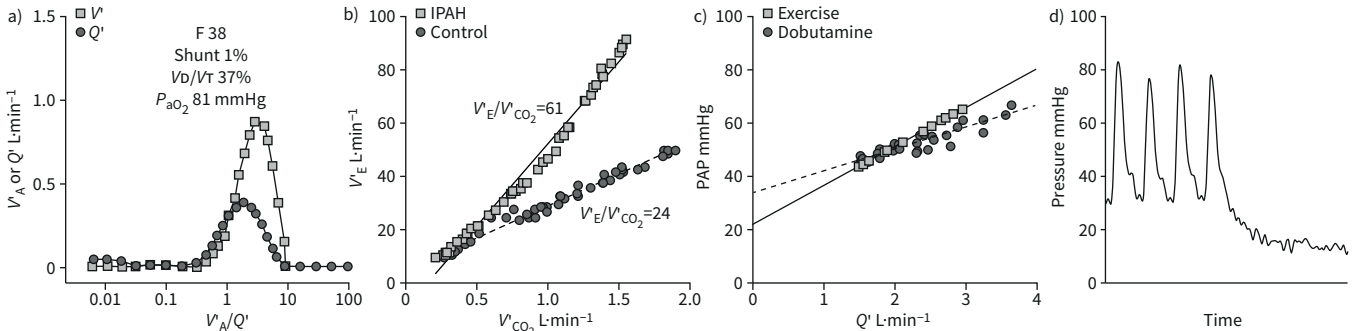 a)
1.5
1.0
0.5
0
V'A or Q' L·min⁻¹
V'
Q'
F 38
Shunt 1%
VD/VT 37%
PaO2 81 mmHg
0.01 0.1 1 10 100
V'A/Q'
b)
100
80
60
40
20
0
V'E L·min⁻¹
IPAH
Control
V'E/V'CO2=61
V'E/V'CO2=24
0 0.5 1.0 1.5 2.0
V'CO2 L·min⁻¹
c)
100
80
60
40
20
0
PAP mmHg
Exercise
Dobutamine
0 1 2 3 4
Q' L·min⁻¹
d)
100
80
60
40
20
0
Pressure mmHg
Time